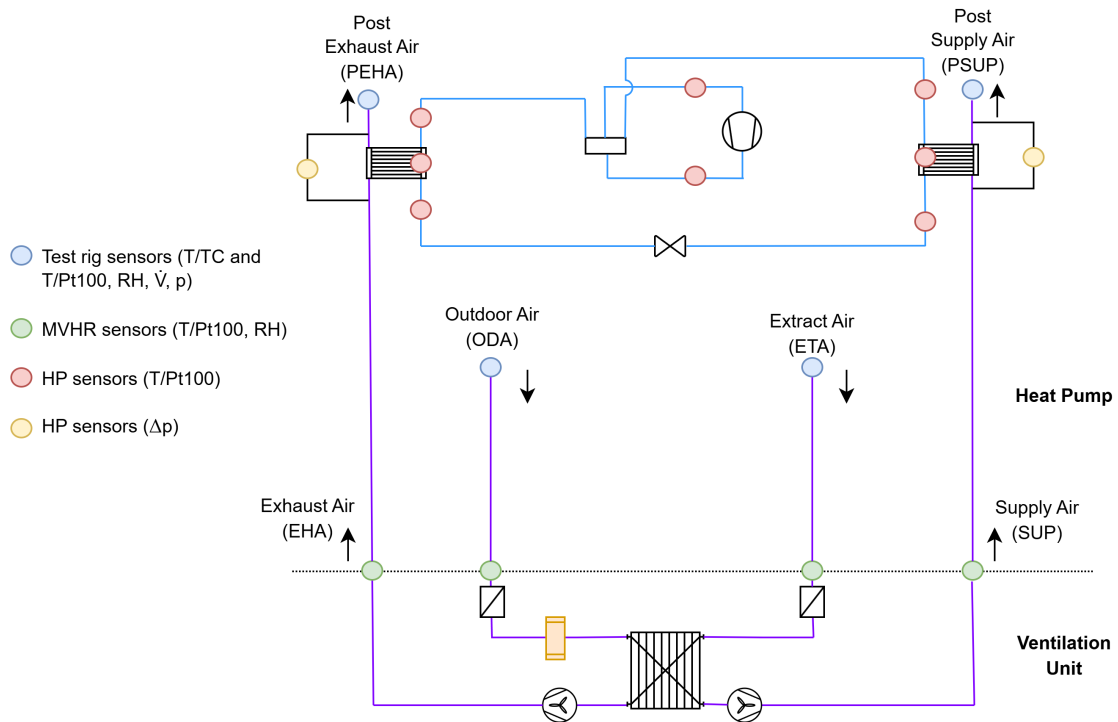 Post
Exhaust Air
(PEHA)
Post
Supply Air
(PSUP)
Test rig sensors (T/TC and
T/Pt100, RH, V̇, p)
MVHR sensors (T/Pt100, RH)
HP sensors (T/Pt100)
HP sensors (Δp)
Outdoor Air
(ODA)
Extract Air
(ETA)
Heat Pump
Exhaust Air
(EHA)
Supply Air
(SUP)
Ventilation
Unit